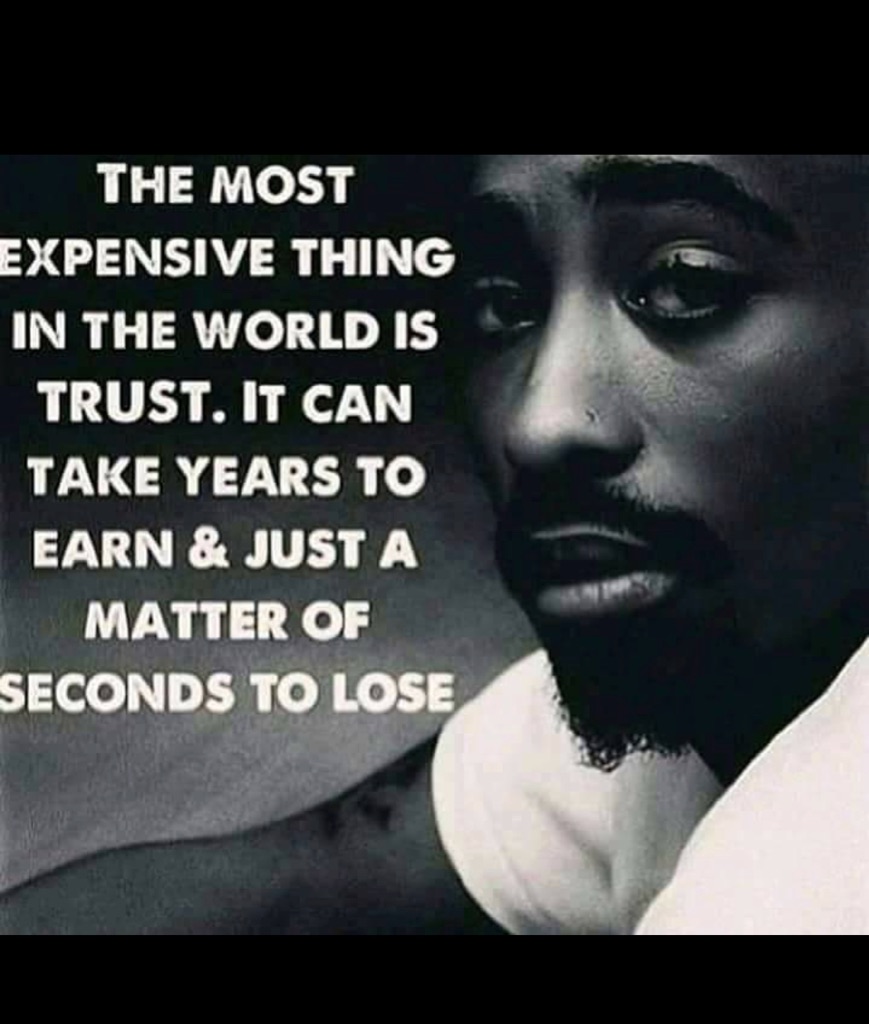 THE MOST
EXPENSIVE THING
IN THE WORLD IS
TRUST. IT CAN
TAKE YEARS TO
EARN & JUST A
MATTER OF
SECONDS TO LOSE